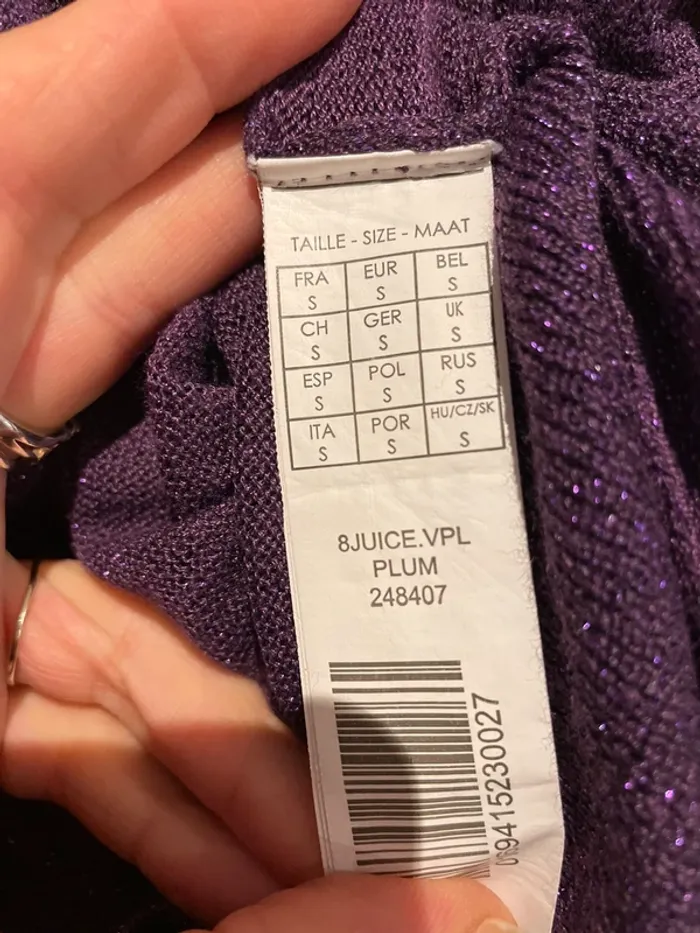 TAILLE - SIZE - MAAT
FRA EUR BEL
S S S
CH GER UK
S S S
ESP POL RUS
S S S
ITA POR HU/CZ/SK
S S S
8JUICE.VPL
PLUM
248407